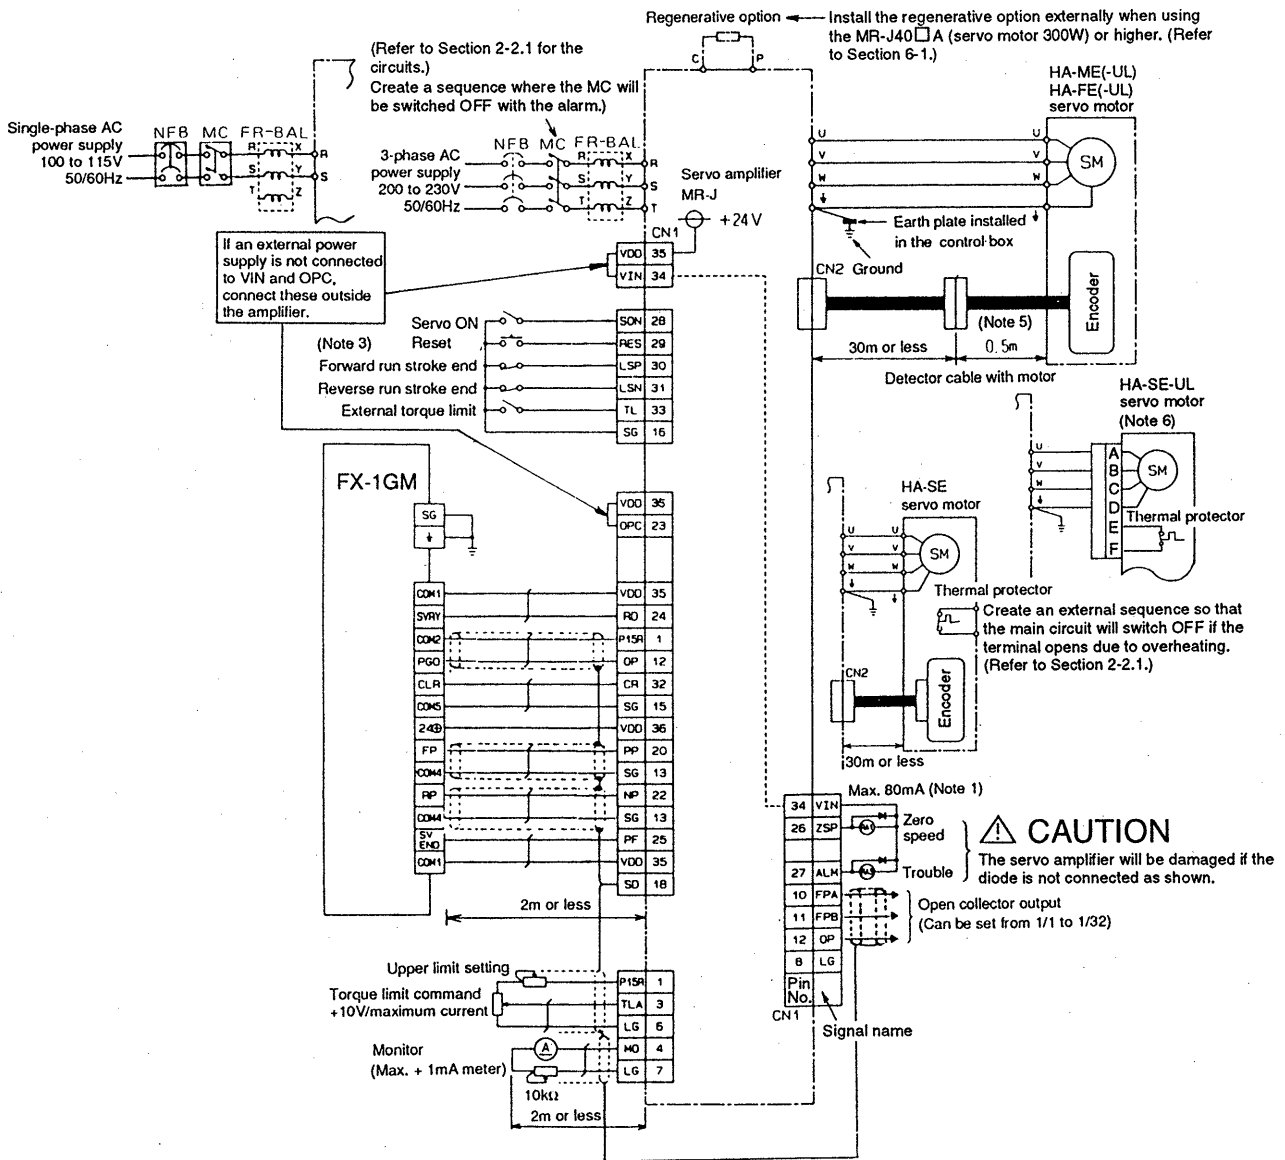 Regenerative option
Install the regenerative option externally when using
the MR-J40□A (servo motor 300W) or higher. (Refer
to Section 6-1.)
C P
(Refer to Section 2-2.1 for the
circuits.)
Create a sequence where the MC will
be switched OFF with the alarm.)
HA-ME(-UL)
HA-FE(-UL)
servo motor
Single-phase AC
power supply
100 to 115V
50/60Hz
NFB MC FR-BAL
R X R
S Y S
T Z
3-phase AC
power supply
200 to 230V
50/60Hz
NFB MC FR-BAL
R X R
S Y S
T Z T
Servo amplifier
MR-J
+24V
U U
V V
W W
SM
Earth plate installed
in the control box
Ground
CN2
Encoder
(Note 5)
30m or less
0.5m
Detector cable with motor
If an external power
supply is not connected
to VIN and OPC,
connect these outside
the amplifier.
CN1
VDD 35
VIN 34
Servo ON SON 28
(Note 3) Reset RES 29
Forward run stroke end LSP 30
Reverse run stroke end LSN 31
External torque limit TL 33
SG 16
FX-1GM
SG
VDD 35
OPC 23
COM1 VDD 35
SVRY RD 24
COM2 P15R 1
PGO OP 12
CLR CR 32
COM5 SG 15
24⊕ VDD 36
FP PP 20
COM4 SG 13
RP NP 22
COM4 SG 13
SV END PF 25
COM1 VDD 35
SD 18
2m or less
Upper limit setting
Torque limit command
+10V/maximum current
P15R 1
TLA 3
LG 6
Monitor
(Max. + 1mA meter)
A
MO 4
LG 7
10kΩ
2m or less
HA-SE-UL
servo motor
(Note 6)
U A
V B
W C
D
E
F
SM
Thermal protector
HA-SE
servo motor
U U
V V
W W
SM
Thermal protector
Create an external sequence so that
the main circuit will switch OFF if the
terminal opens due to overheating.
(Refer to Section 2-2.1.)
CN2
Encoder
30m or less
Max. 80mA (Note 1)
34 VIN
26 ZSP
RA1
Zero
speed
27 ALM
Trouble
CAUTION
The servo amplifier will be damaged if the
diode is not connected as shown.
10 FPA
11 FPB
12 OP
8 LG
Open collector output
(Can be set from 1/1 to 1/32)
Pin
No.
CN1
Signal name